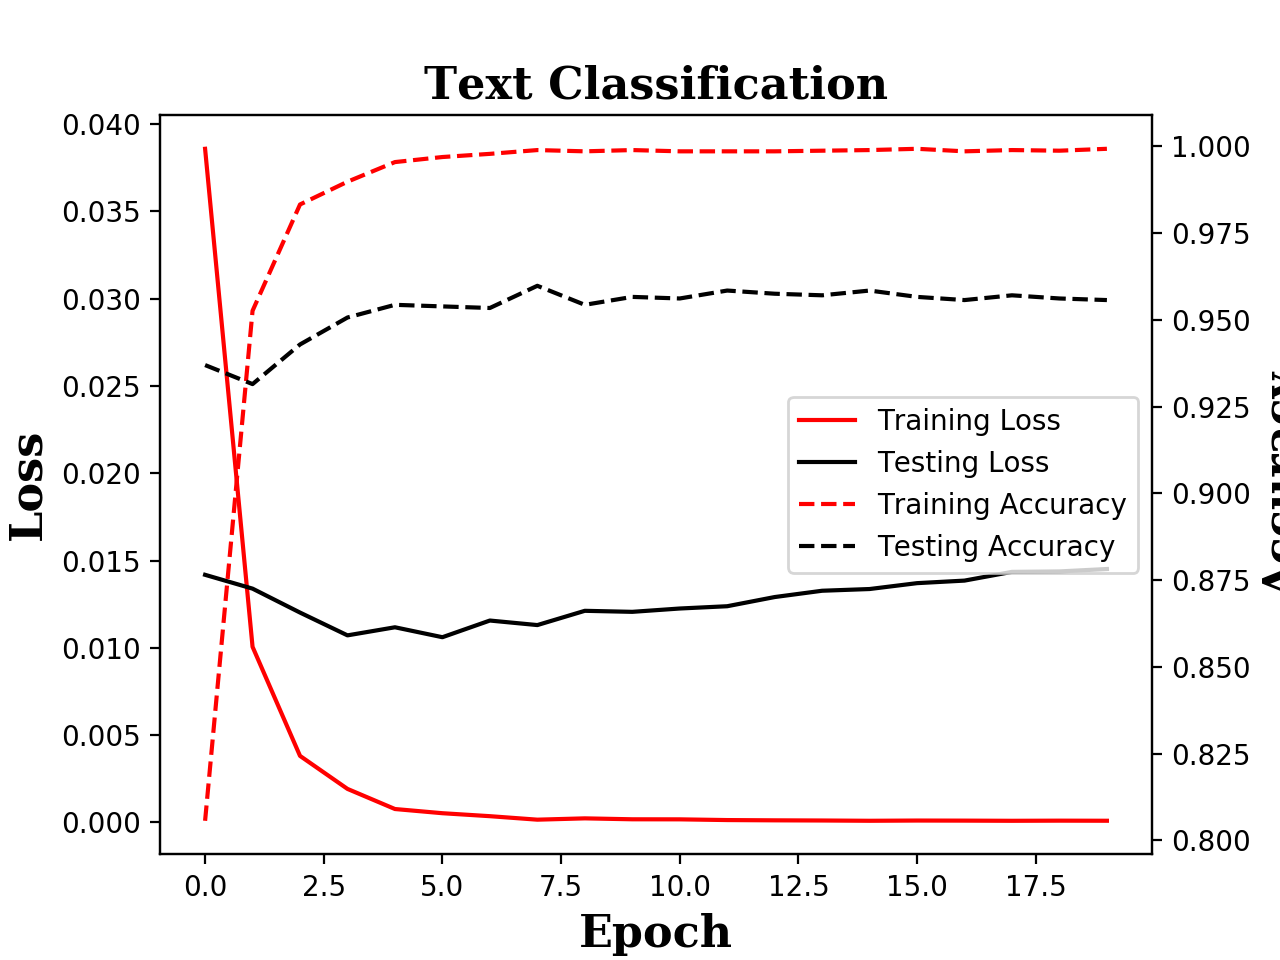 Text Classification
0.040
0.035
0.030
0.025
0.020
0.015
0.010
0.005
0.000
Loss
1.000
0.975
0.950
0.925
0.900
0.875
0.850
0.825
0.800
Accuracy
Training Loss
Testing Loss
Training Accuracy
Testing Accuracy
0.0 2.5 5.0 7.5 10.0 12.5 15.0 17.5
Epoch